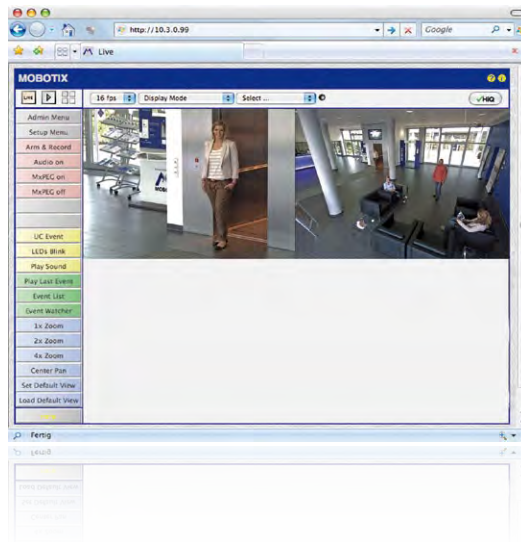 http://10.3.0.99
Google
Live
MOBOTIX
LIVE
16 fps
Display Mode
Select ...
HiQ
Admin Menu
Setup Menu
Arm & Record
Audio on
MxPEG on
MxPEG off
UC Event
LEDs Blink
Play Sound
Play Last Event
Event List
Event Watcher
1x Zoom
2x Zoom
4x Zoom
Center Pan
Set Default View
Load Default View
Fertig